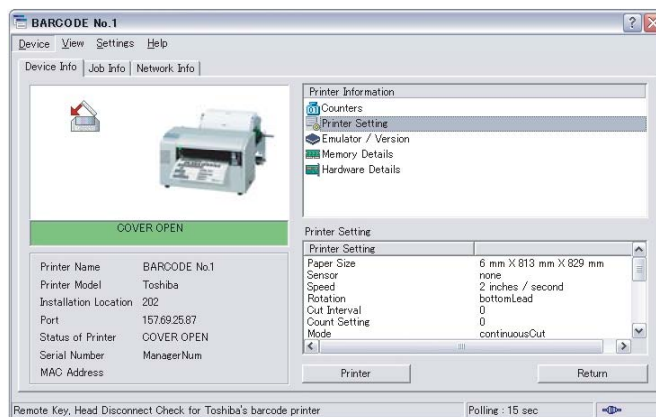 BARCODE No.1
Device View Settings Help
Device Info Job Info Network Info
COVER OPEN
Printer Name BARCODE No.1
Printer Model Toshiba
Installation Location 202
Port 157.69.25.87
Status of Printer COVER OPEN
Serial Number ManagerNum
MAC Address
Printer Information
Counters
Printer Setting
Emulator / Version
Memory Details
Hardware Details
Printer Setting
Printer Setting
Paper Size 6 mm X 813 mm X 829 mm
Sensor none
Speed 2 inches / second
Rotation bottomLead
Cut Interval 0
Count Setting 0
Mode continuousCut
Printer Return
Remote Key, Head Disconnect Check for Toshiba's barcode printer Polling : 15 sec